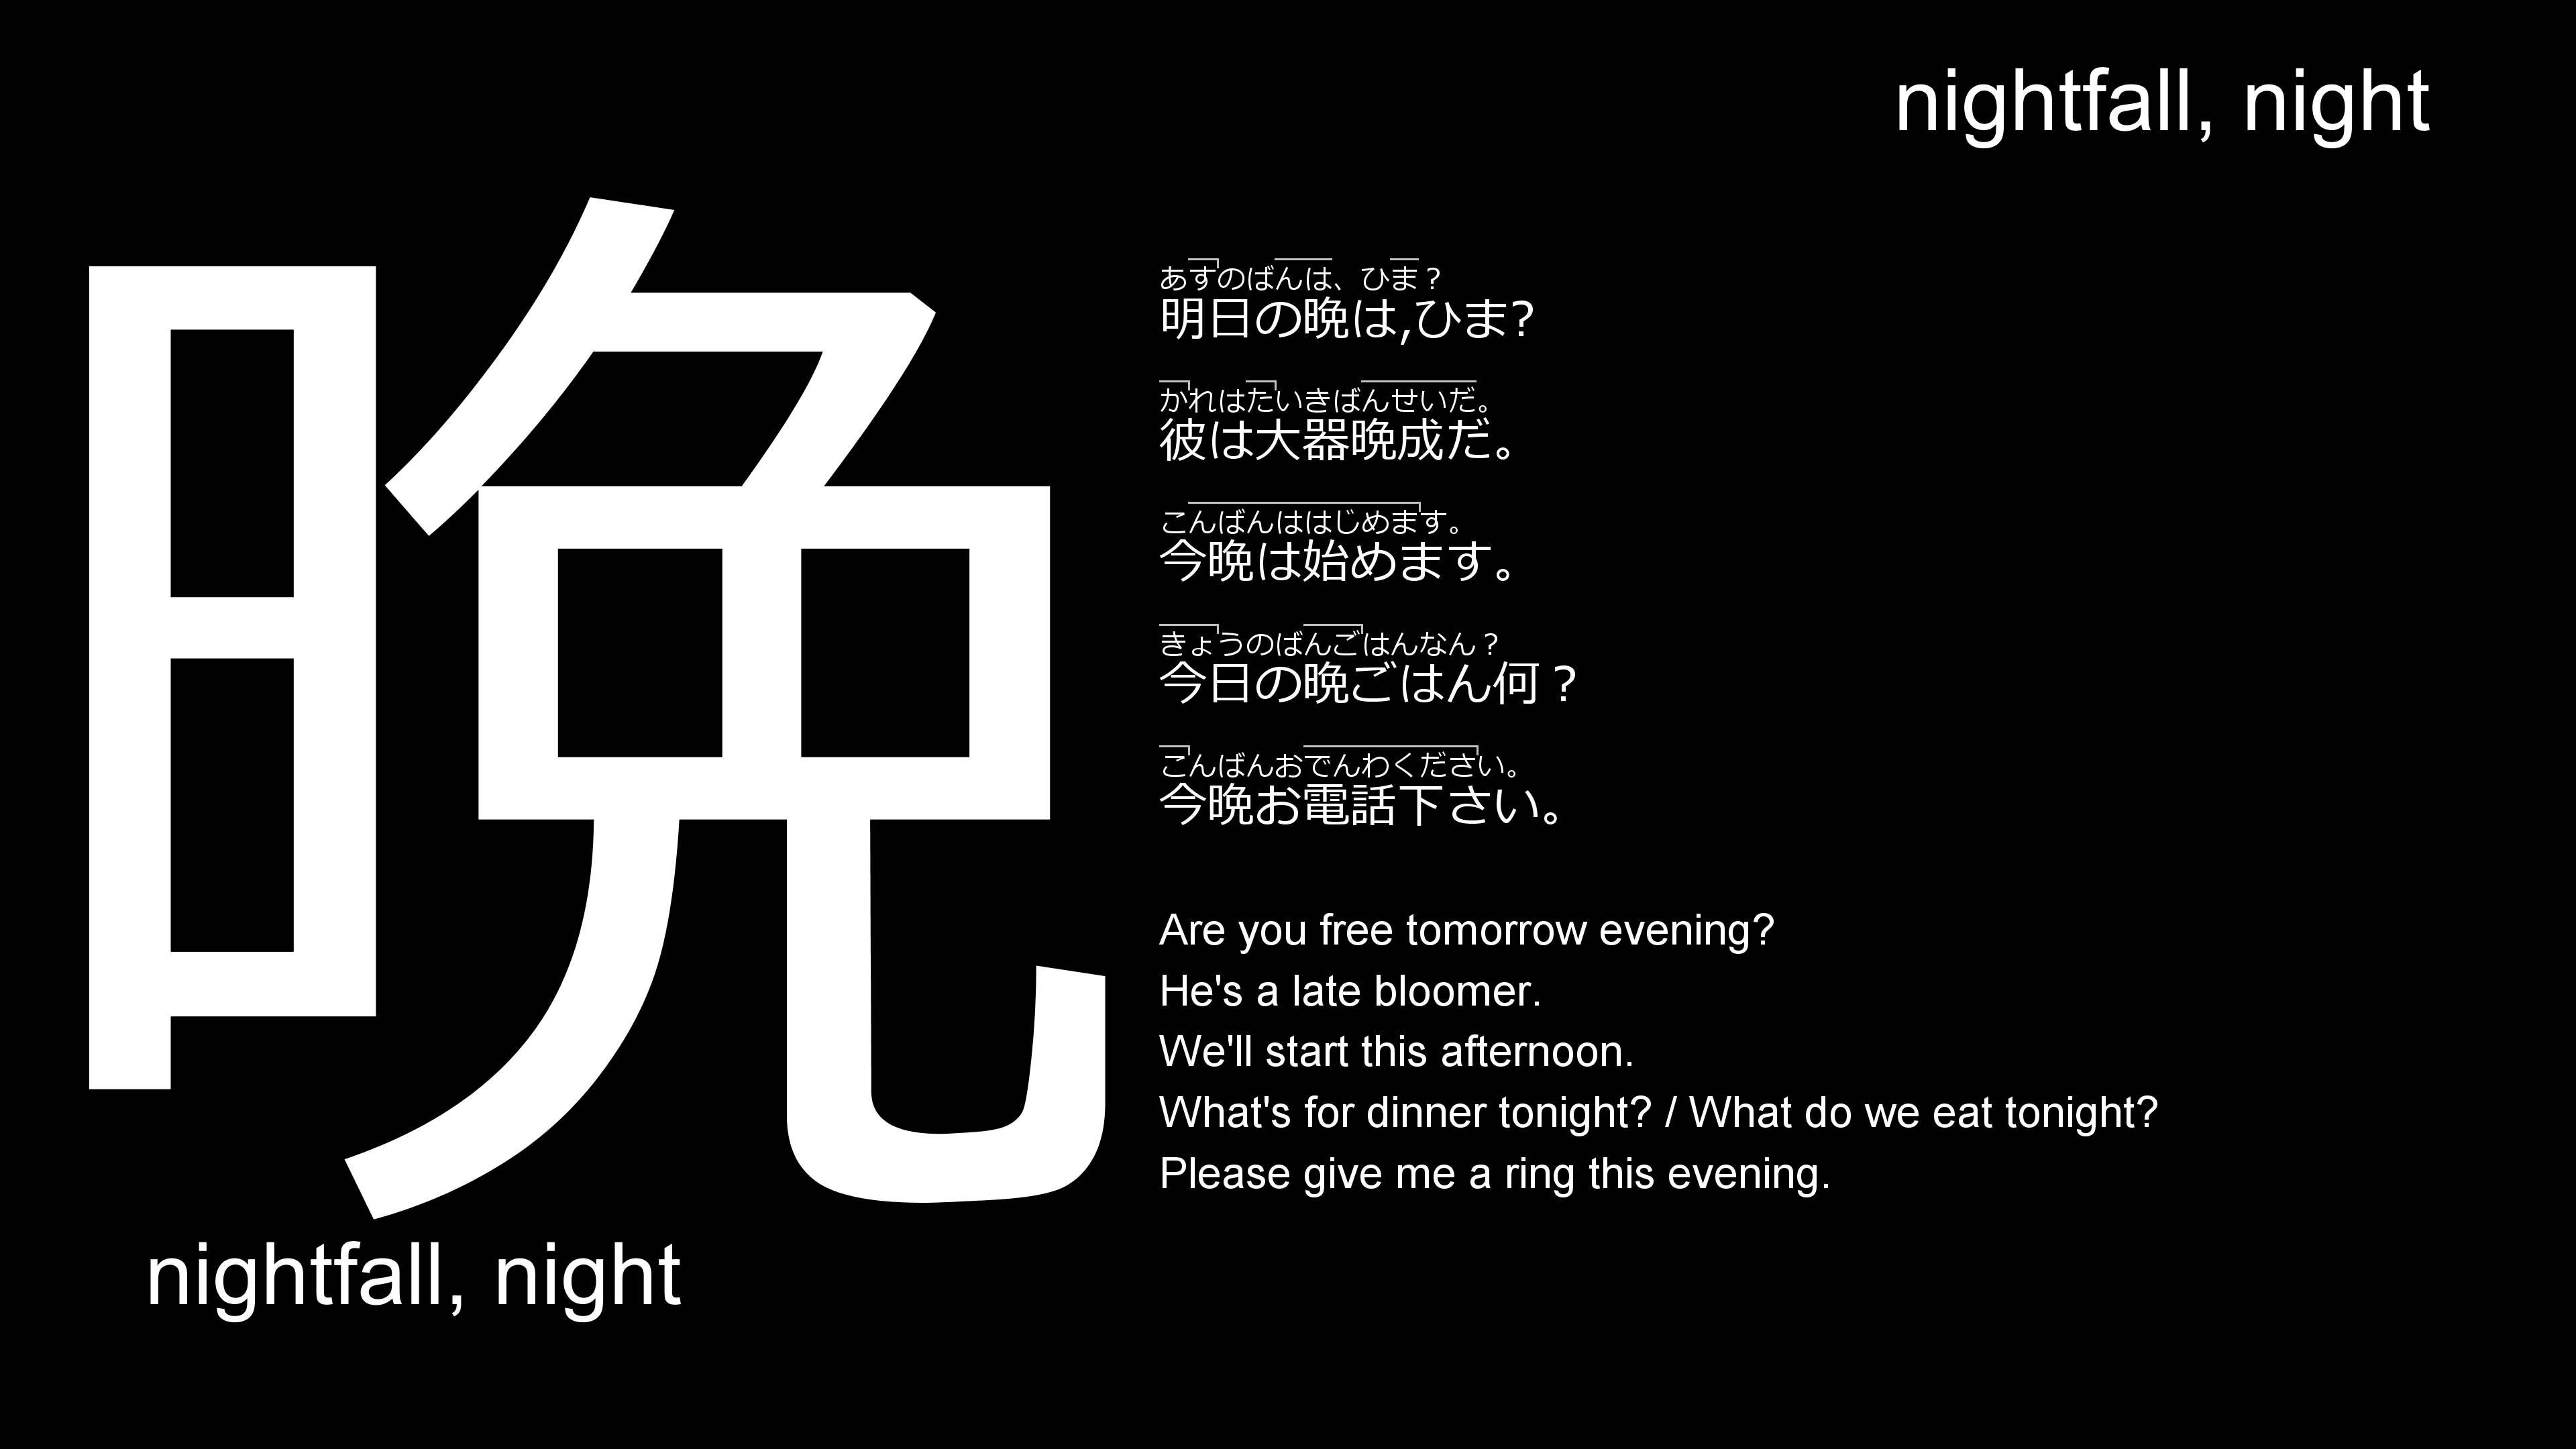 nightfall, night
晩
nightfall, night
あすのばんは、ひま？
明日の晩は,ひま?
かれはたいきばんせいだ。
彼は大器晩成だ。
こんばんははじめます。
今晩は始めます。
きょうのばんごはんなん？
今日の晩ごはん何？
こんばんおでんわください。
今晩お電話下さい。
Are you free tomorrow evening?
He's a late bloomer.
We'll start this afternoon.
What's for dinner tonight? / What do we eat tonight?
Please give me a ring this evening.